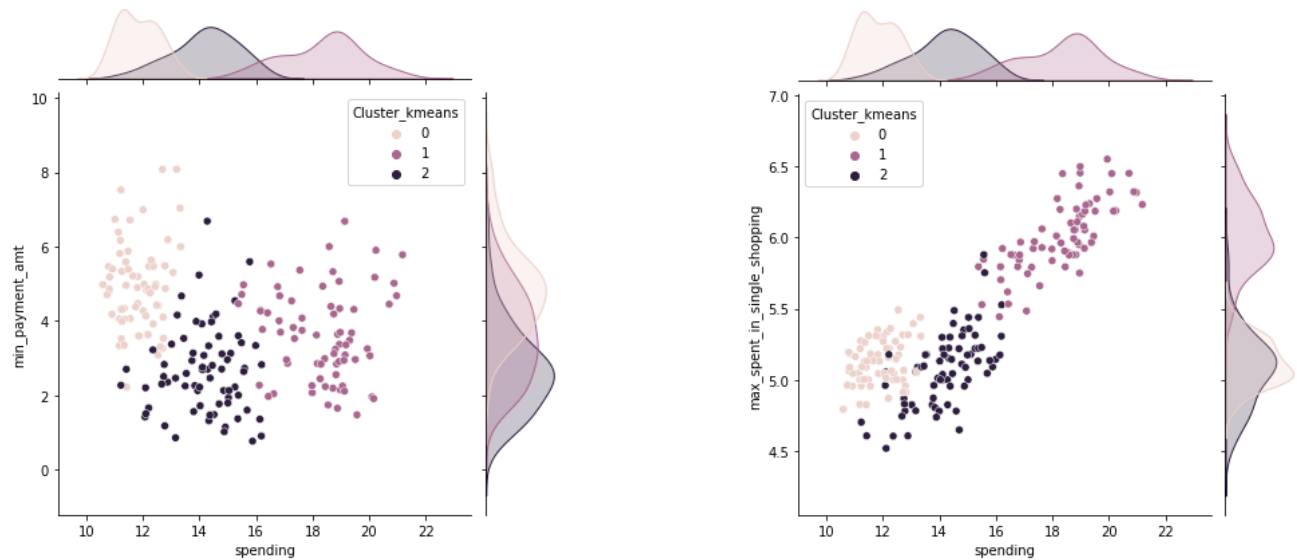 Cluster_kmeans
0
1
2
10
8
6
4
2
0
min_payment_amt
10 12 14 16 18 20 22
spending
Cluster_kmeans
0
1
2
7.0
6.5
6.0
5.5
5.0
4.5
max_spent_in_single_shopping
10 12 14 16 18 20 22
spending